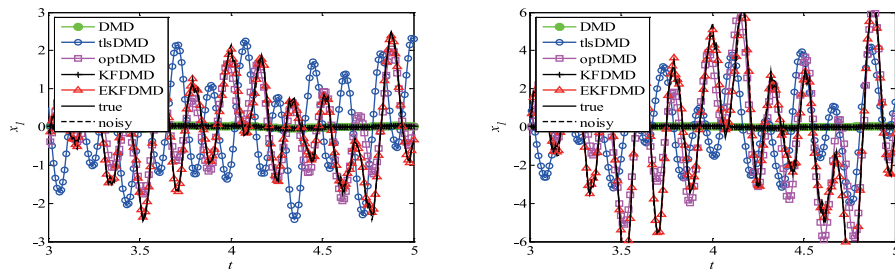 3
2
1
0
-1
-2
-3
x1
DMD
tlsDMD
optDMD
KFDMD
EKFDMD
true
noisy
3 3.5 4 4.5 5
t
6
4
2
0
-2
-4
-6
x1
DMD
tlsDMD
optDMD
KFDMD
EKFDMD
true
noisy
3 3.5 4 4.5 5
t